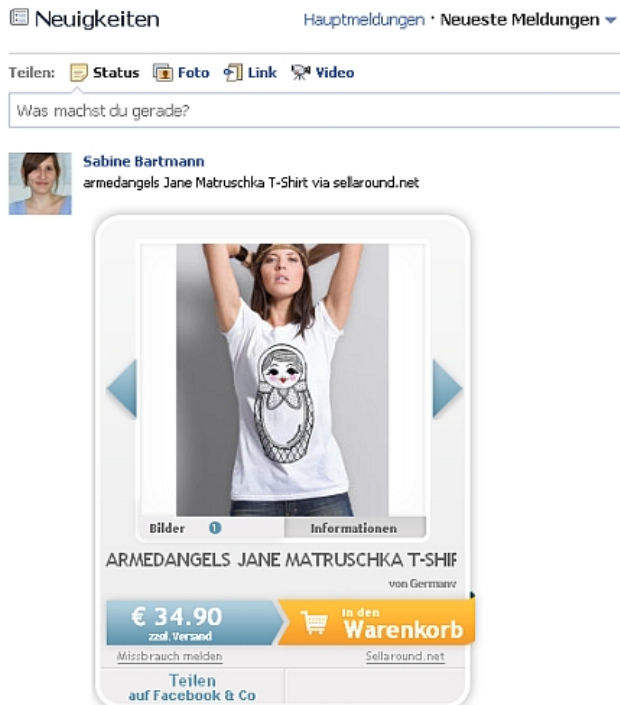 Neuigkeiten
Hauptmeldungen · Neueste Meldungen
Teilen: Status Foto Link Video
Was machst du gerade?
Sabine Bartmann
armedangels Jane Matruschka T-Shirt via sellaround.net
Bilder 1 Informationen
ARMEDANGELS JANE MATRUSCHKA T-SHIR
von Germany
€ 34.90
zzgl. Versand
in den
Warenkorb
Missbrauch melden Sellaround.net
Teilen
auf Facebook & Co